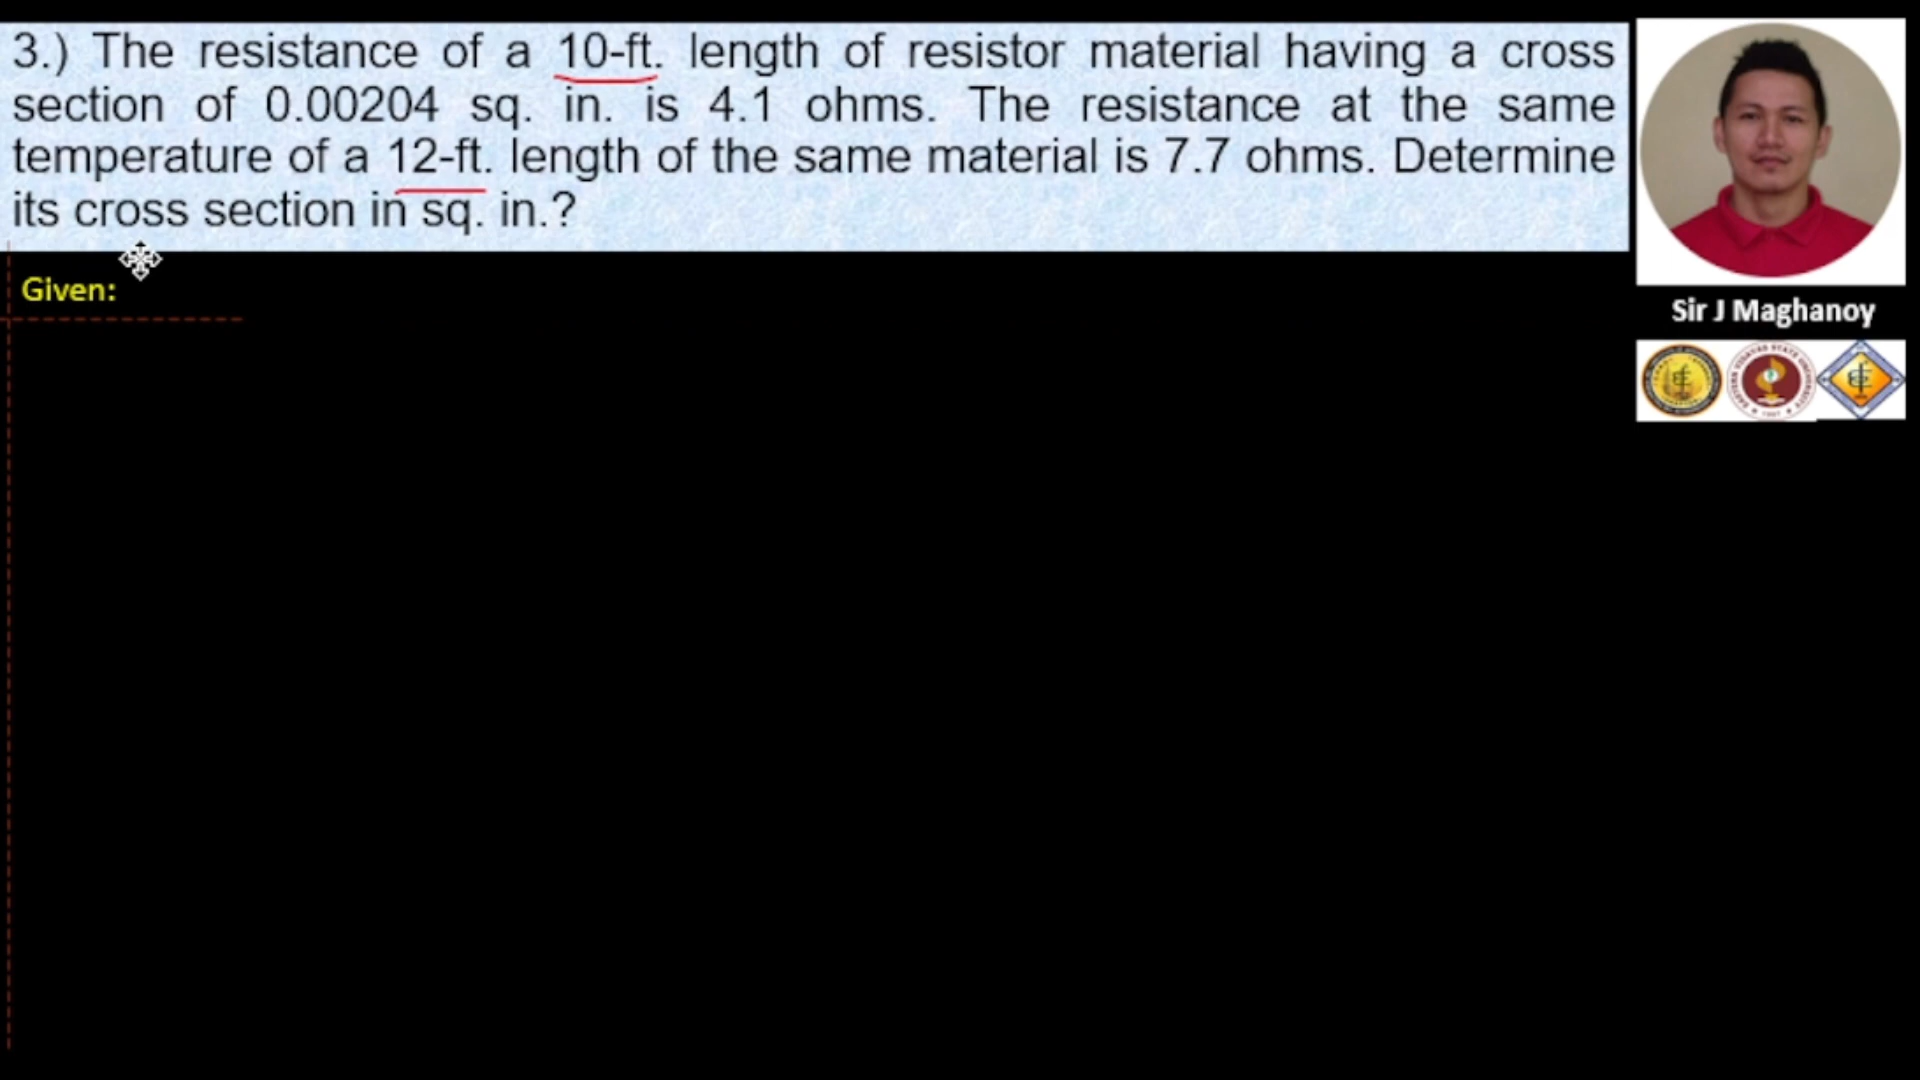 3.) The resistance of a 10-ft. length of resistor material having a cross
section of 0.00204 sq. in. is 4.1 ohms. The resistance at the same
temperature of a 12-ft. length of the same material is 7.7 ohms. Determine
its cross section in sq. in.?
Given:
Sir J Maghanoy